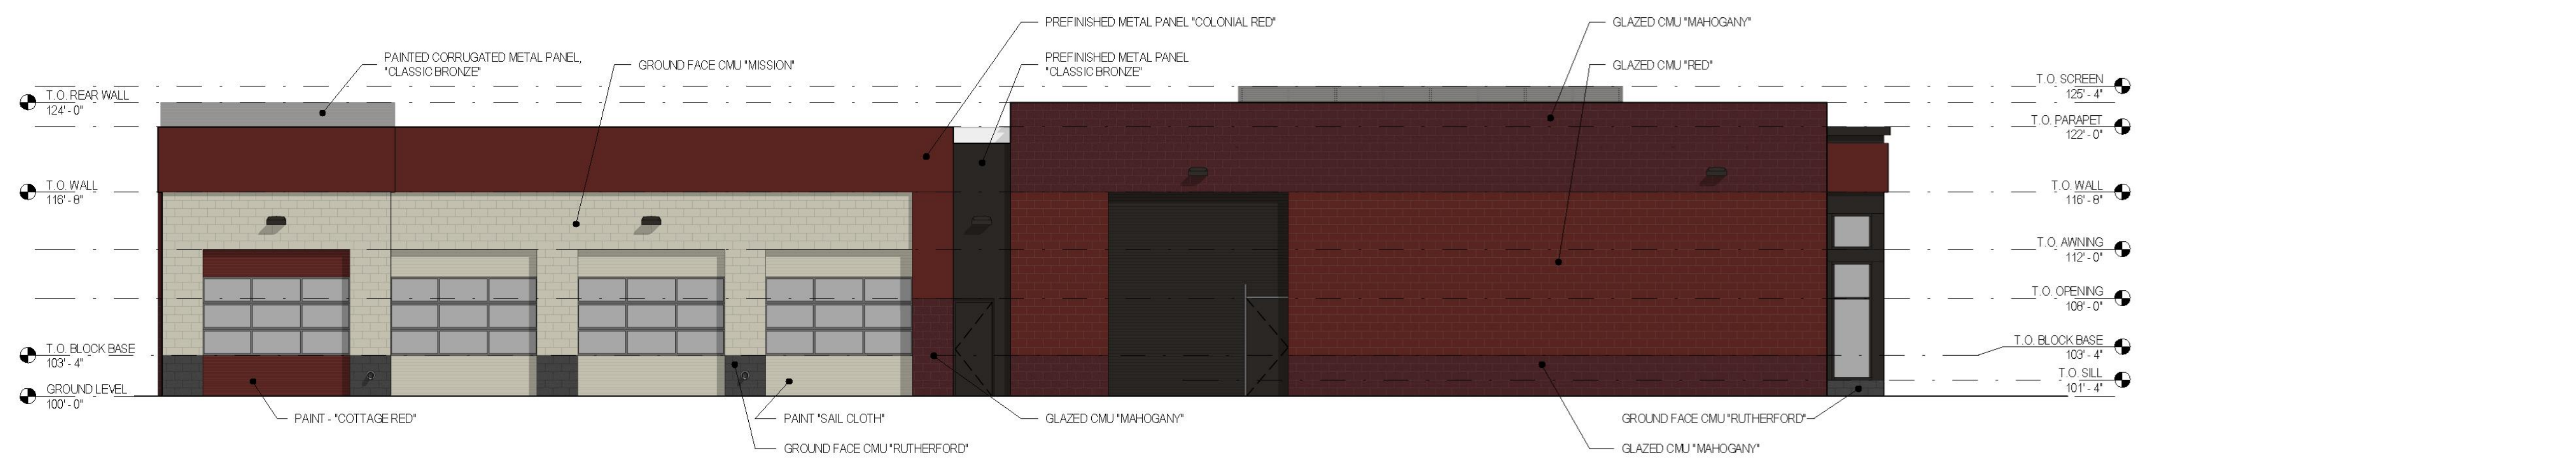 PREFINISHED METAL PANEL "COLONIAL RED"
GLAZED CMU "MAHOGANY"
PAINTED CORRUGATED METAL PANEL,
"CLASSIC BRONZE"
GROUND FACE CMU "MISSION"
PREFINISHED METAL PANEL
"CLASSIC BRONZE"
GLAZED CMU "RED"
T.O. SCREEN
125' - 4"
T.O. REAR WALL
124' - 0"
T.O. PARAPET
122' - 0"
T.O. WALL
116' - 8"
T.O. WALL
116' - 8"
T.O. AWNING
112' - 0"
T.O. OPENING
108' - 0"
T.O. BLOCK BASE
103' - 4"
T.O. BLOCK BASE
103' - 4"
T.O. SILL
101' - 4"
GROUND LEVEL
100' - 0"
PAINT - "COTTAGE RED"
PAINT "SAIL CLOTH"
GLAZED CMU "MAHOGANY"
GROUND FACE CMU "RUTHERFORD"
GROUND FACE CMU "RUTHERFORD"
GLAZED CMU "MAHOGANY"